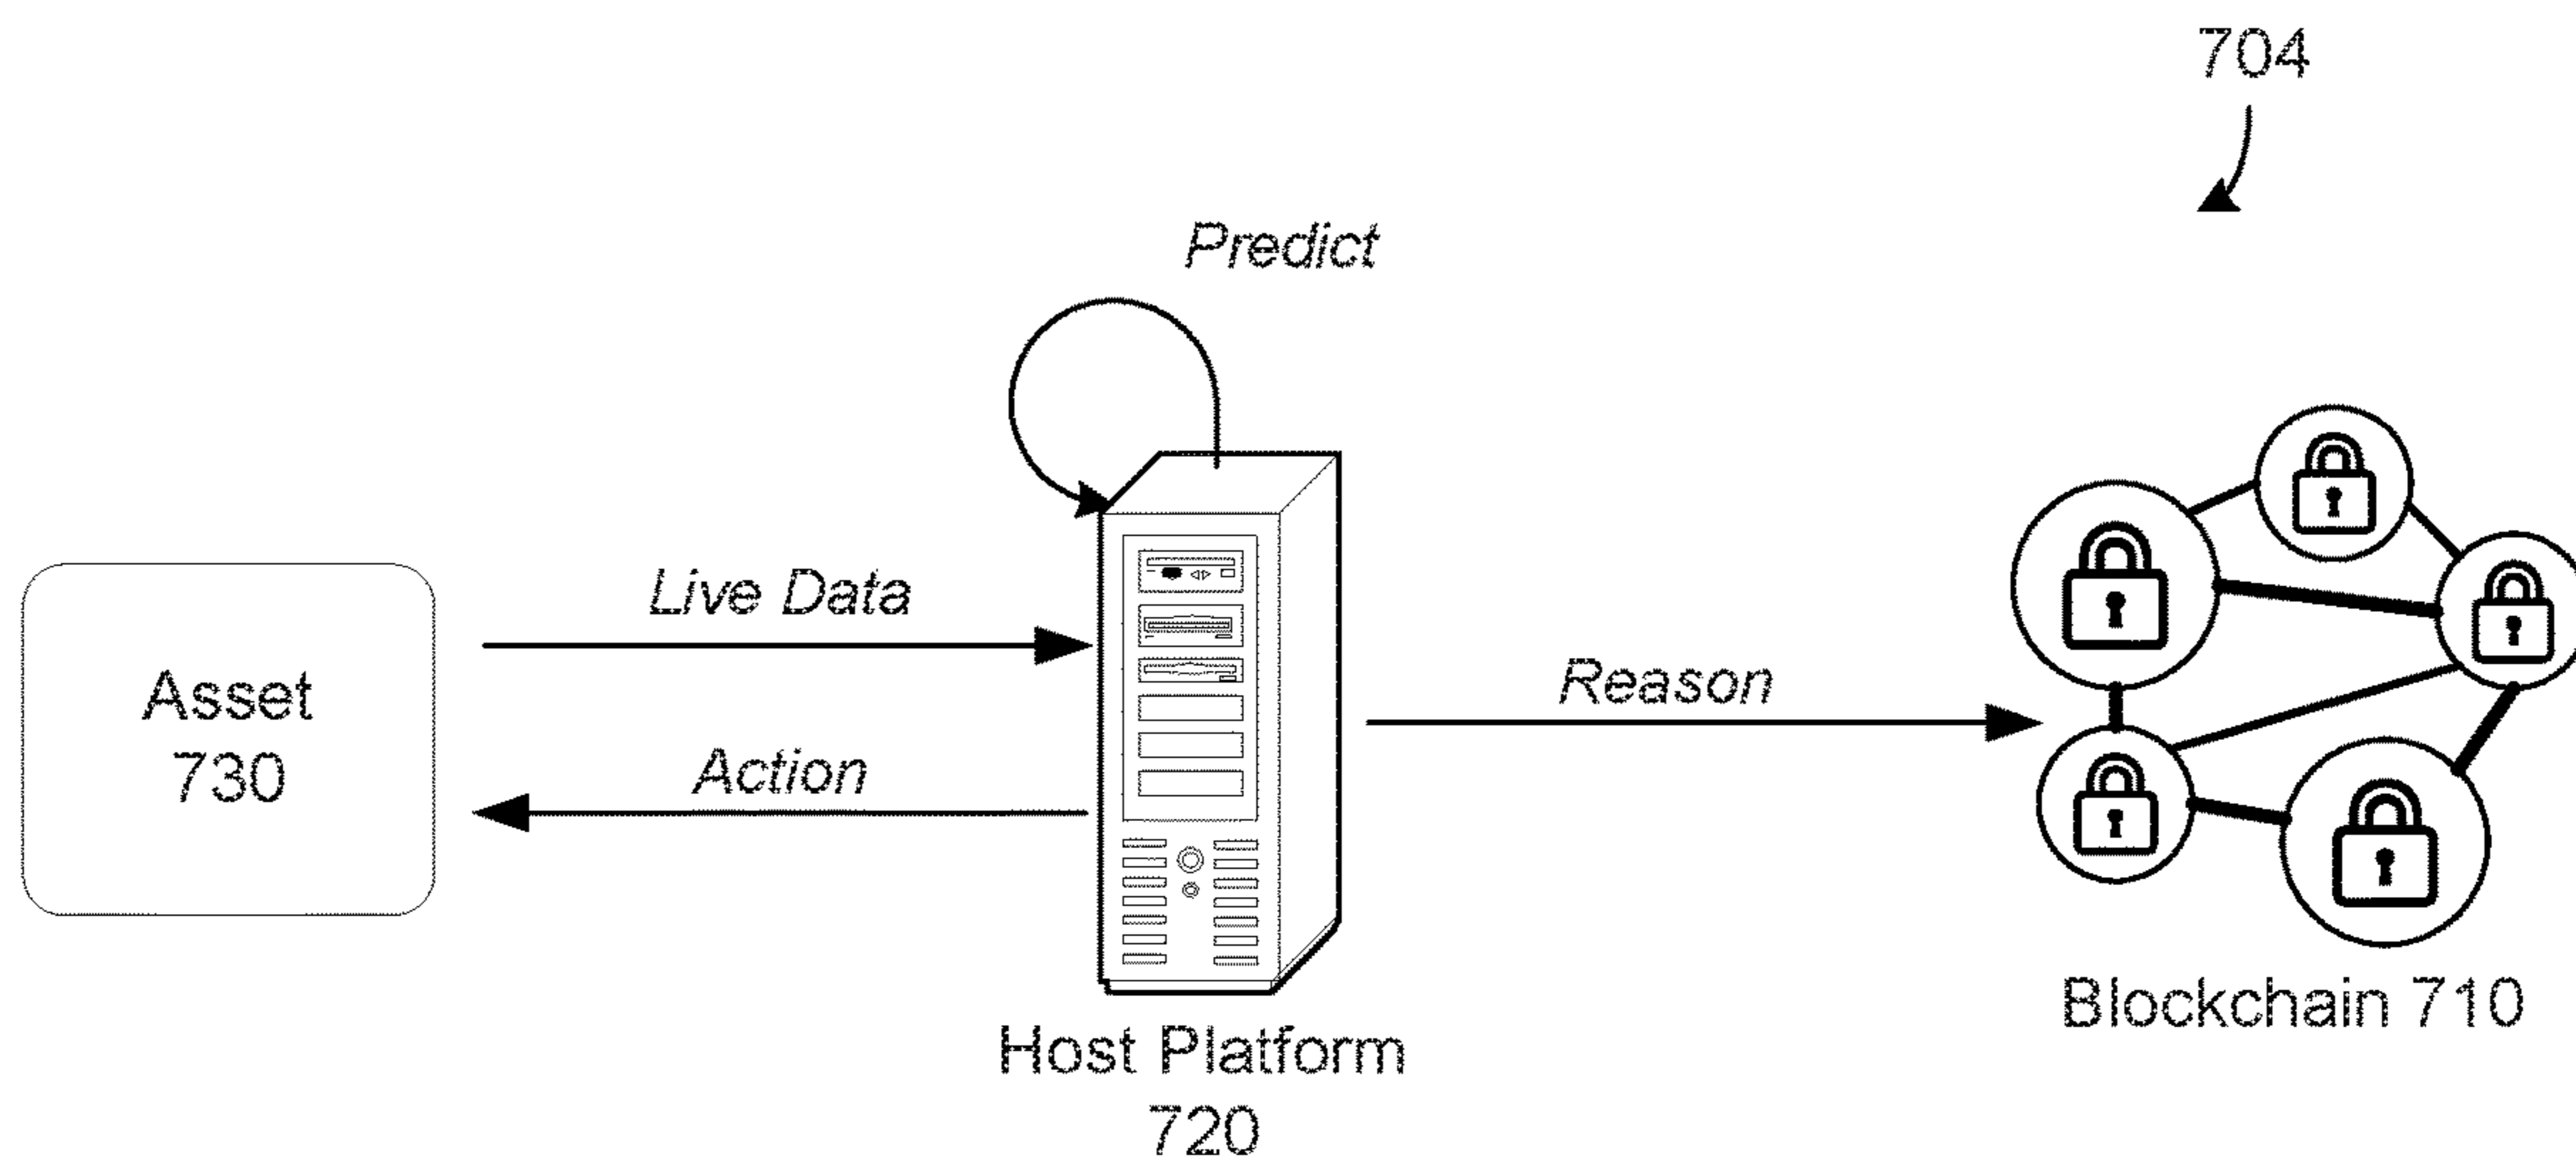 704
Predict
Live Data
Asset
730
Reason
Action
Blockchain 710
Host Platform
720